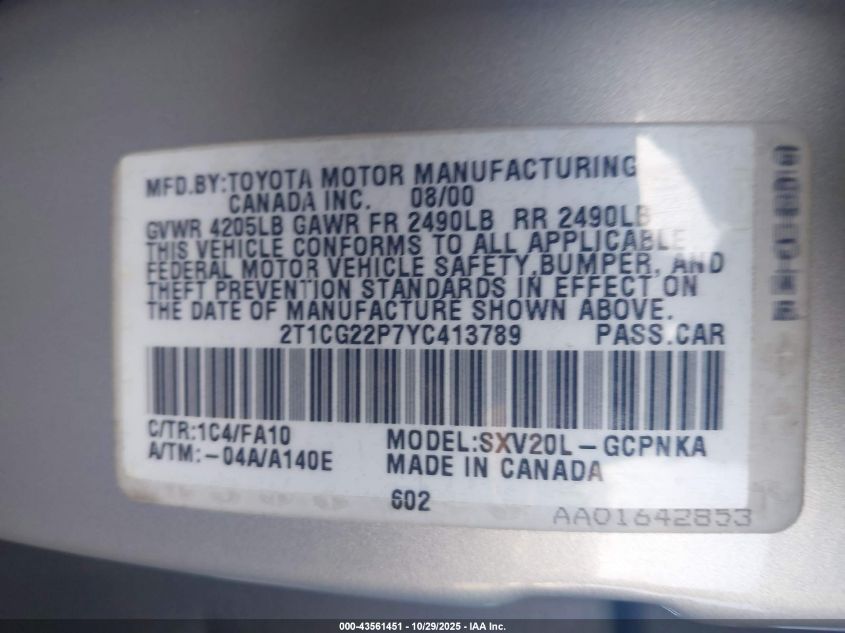 MFD.BY:TOYOTA MOTOR MANUFACTURING
CANADA INC. 08/00
GVWR 4205LB GAWR FR 2490LB RR 2490LB
THIS VEHICLE CONFORMS TO ALL APPLICABLE
FEDERAL MOTOR VEHICLE SAFETY,BUMPER, AND
THEFT PREVENTION STANDARDS IN EFFECT ON
THE DATE OF MANUFACTURE SHOWN ABOVE.
2T1CG22P7YC413789 PASS.CAR
C/TR:1C4/FA10
A/TM:-04A/A140E
MODEL:SXV20L-GCPNKA
MADE IN CANADA
602
AA01642853
000-43561451 | 10/29/2025 - IAA Inc.